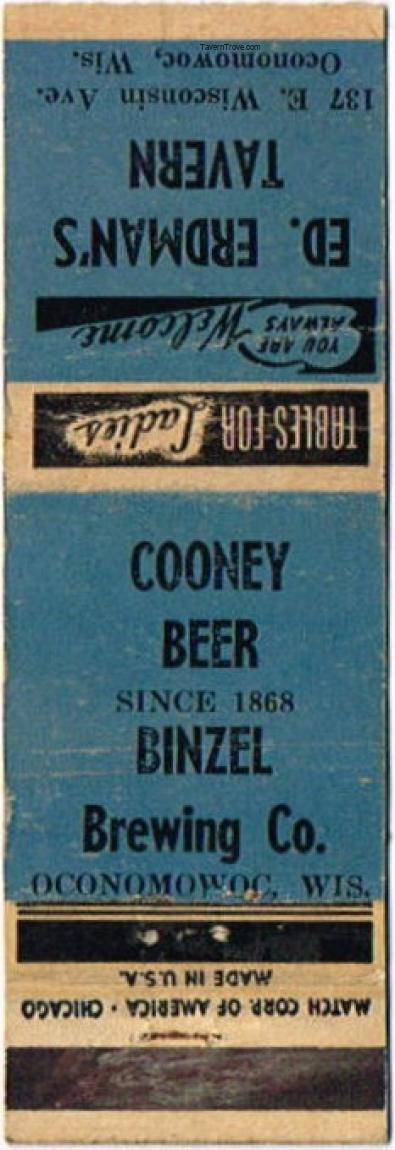 TavernTrove.com
ED. ERDMAN'S
TAVERN
137 E. Wisconsin Ave.
Oconomowoc, Wis.
YOU ARE
ALWAYS
Welcome
TABLES FOR Ladies
COONEY
BEER
SINCE 1868
BINZEL
Brewing Co.
OCONOMOWOC, WIS.
MATCH CORP. OF AMERICA · CHICAGO
MADE IN U.S.A.